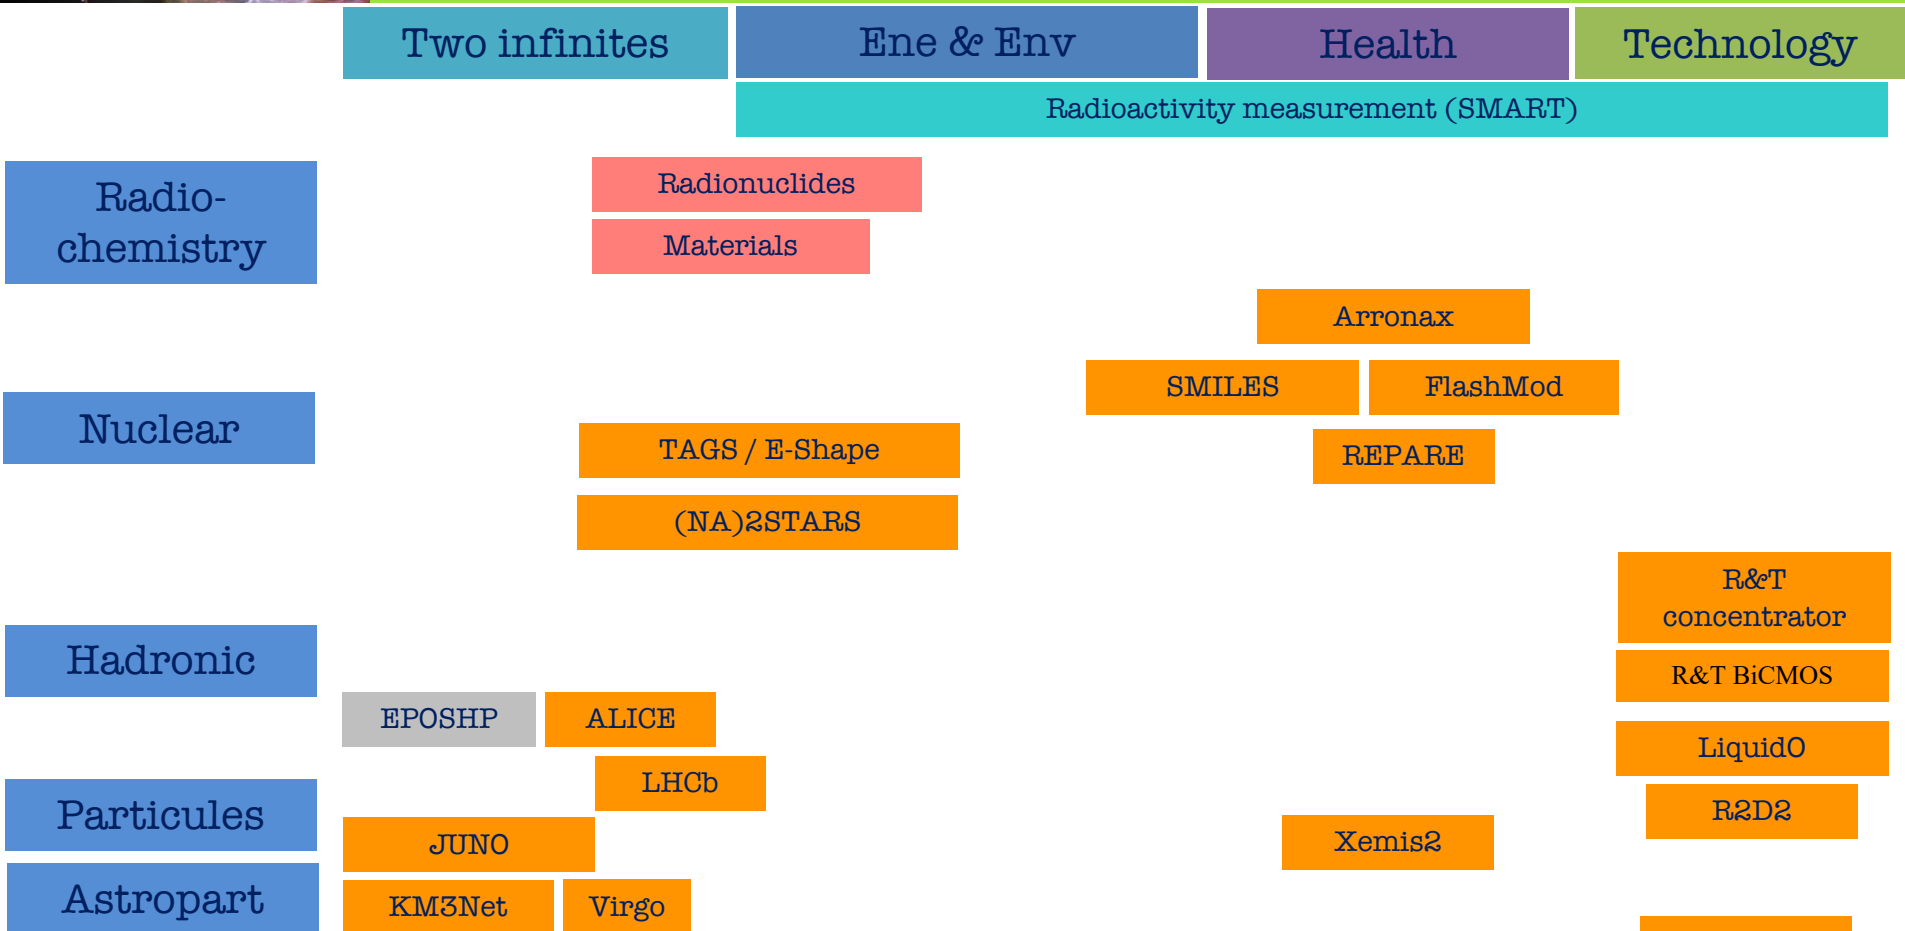 Two infinites
Ene & Env
Health
Technology
Radioactivity measurement (SMART)
Radio-
chemistry
Radionuclides
Materials
Arronax
SMILES
FlashMod
Nuclear
TAGS / E-Shape
REPARE
(NA)2STARS
R&T
concentrator
Hadronic
R&T BiCMOS
EPOSHP
ALICE
LiquidO
LHCb
Particules
R2D2
JUNO
Xemis2
Astropart
KM3Net
Virgo